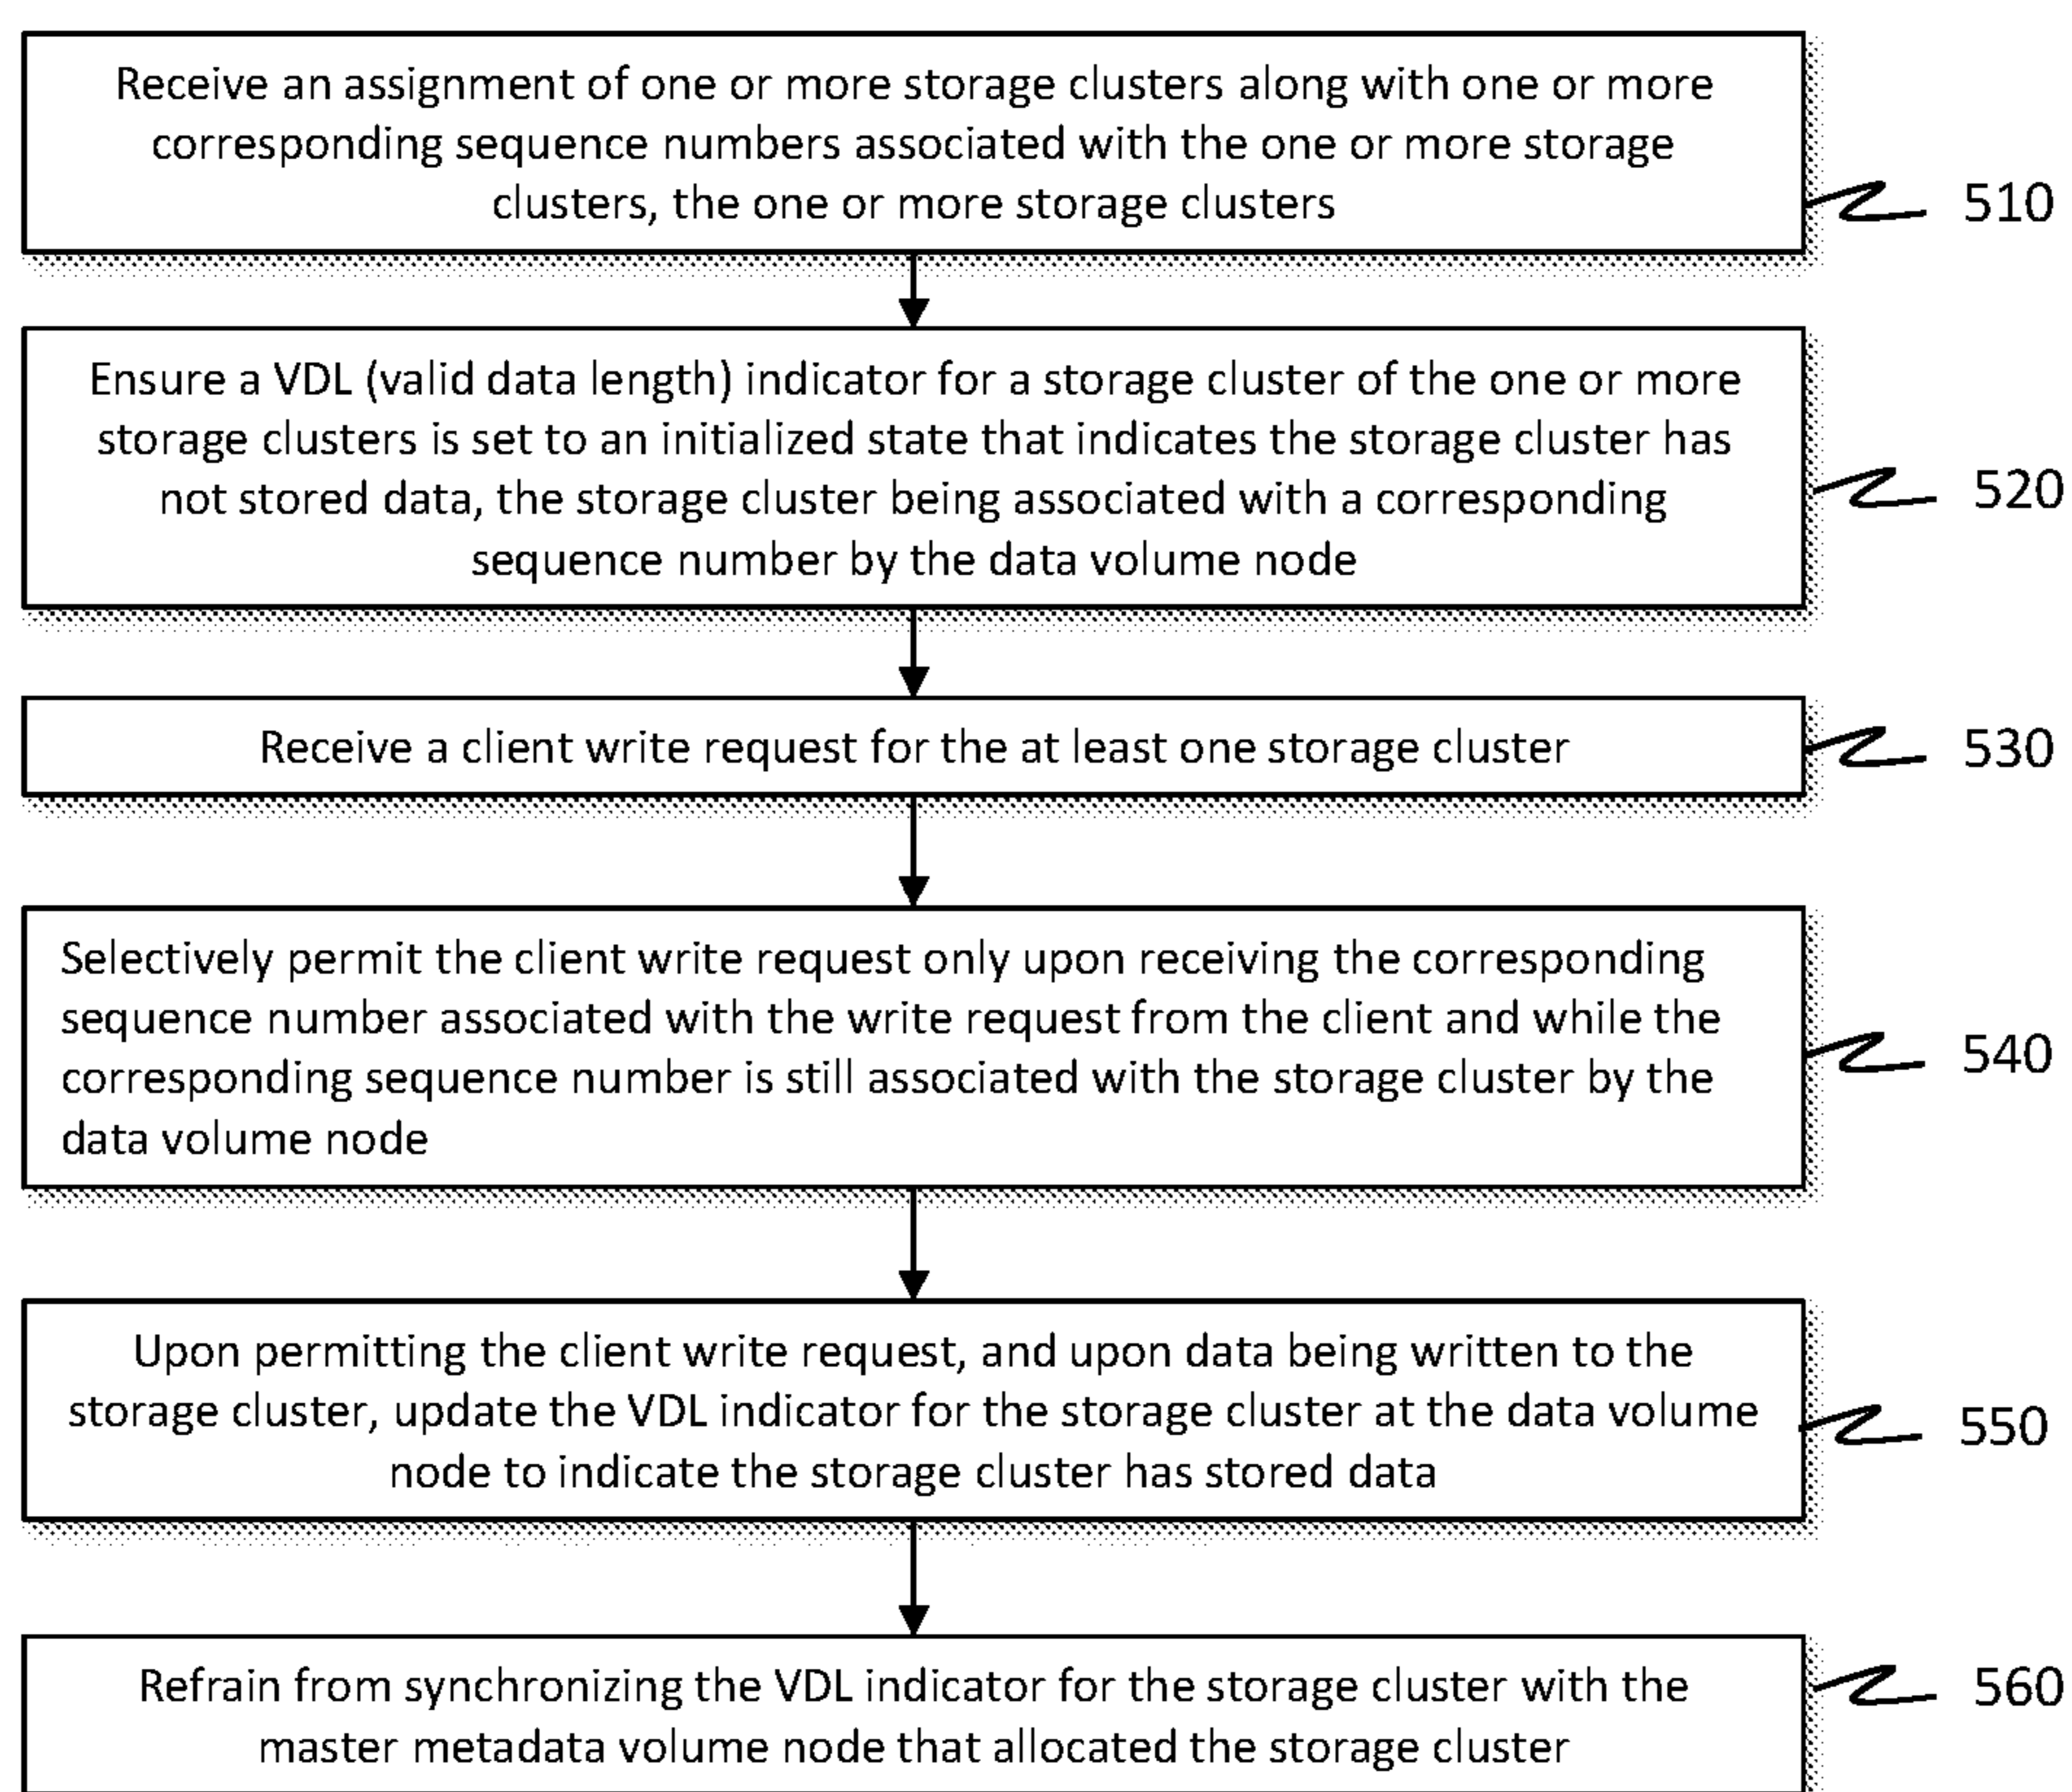 Receive an assignment of one or more storage clusters along with one or more
corresponding sequence numbers associated with the one or more storage
clusters, the one or more storage clusters
510
Ensure a VDL (valid data length) indicator for a storage cluster of the one or more
storage clusters is set to an initialized state that indicates the storage cluster has
not stored data, the storage cluster being associated with a corresponding
sequence number by the data volume node
520
Receive a client write request for the at least one storage cluster
530
Selectively permit the client write request only upon receiving the corresponding
sequence number associated with the write request from the client and while the
corresponding sequence number is still associated with the storage cluster by the
data volume node
540
Upon permitting the client write request, and upon data being written to the
storage cluster, update the VDL indicator for the storage cluster at the data volume
node to indicate the storage cluster has stored data
550
Refrain from synchronizing the VDL indicator for the storage cluster with the
master metadata volume node that allocated the storage cluster
560